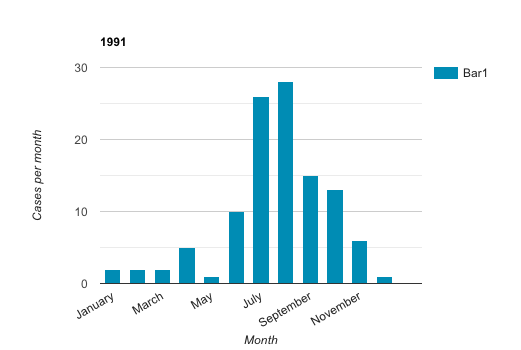 1991
30
20
10
0
Cases per month
January
March
May
July
September
November
Month
Bar1